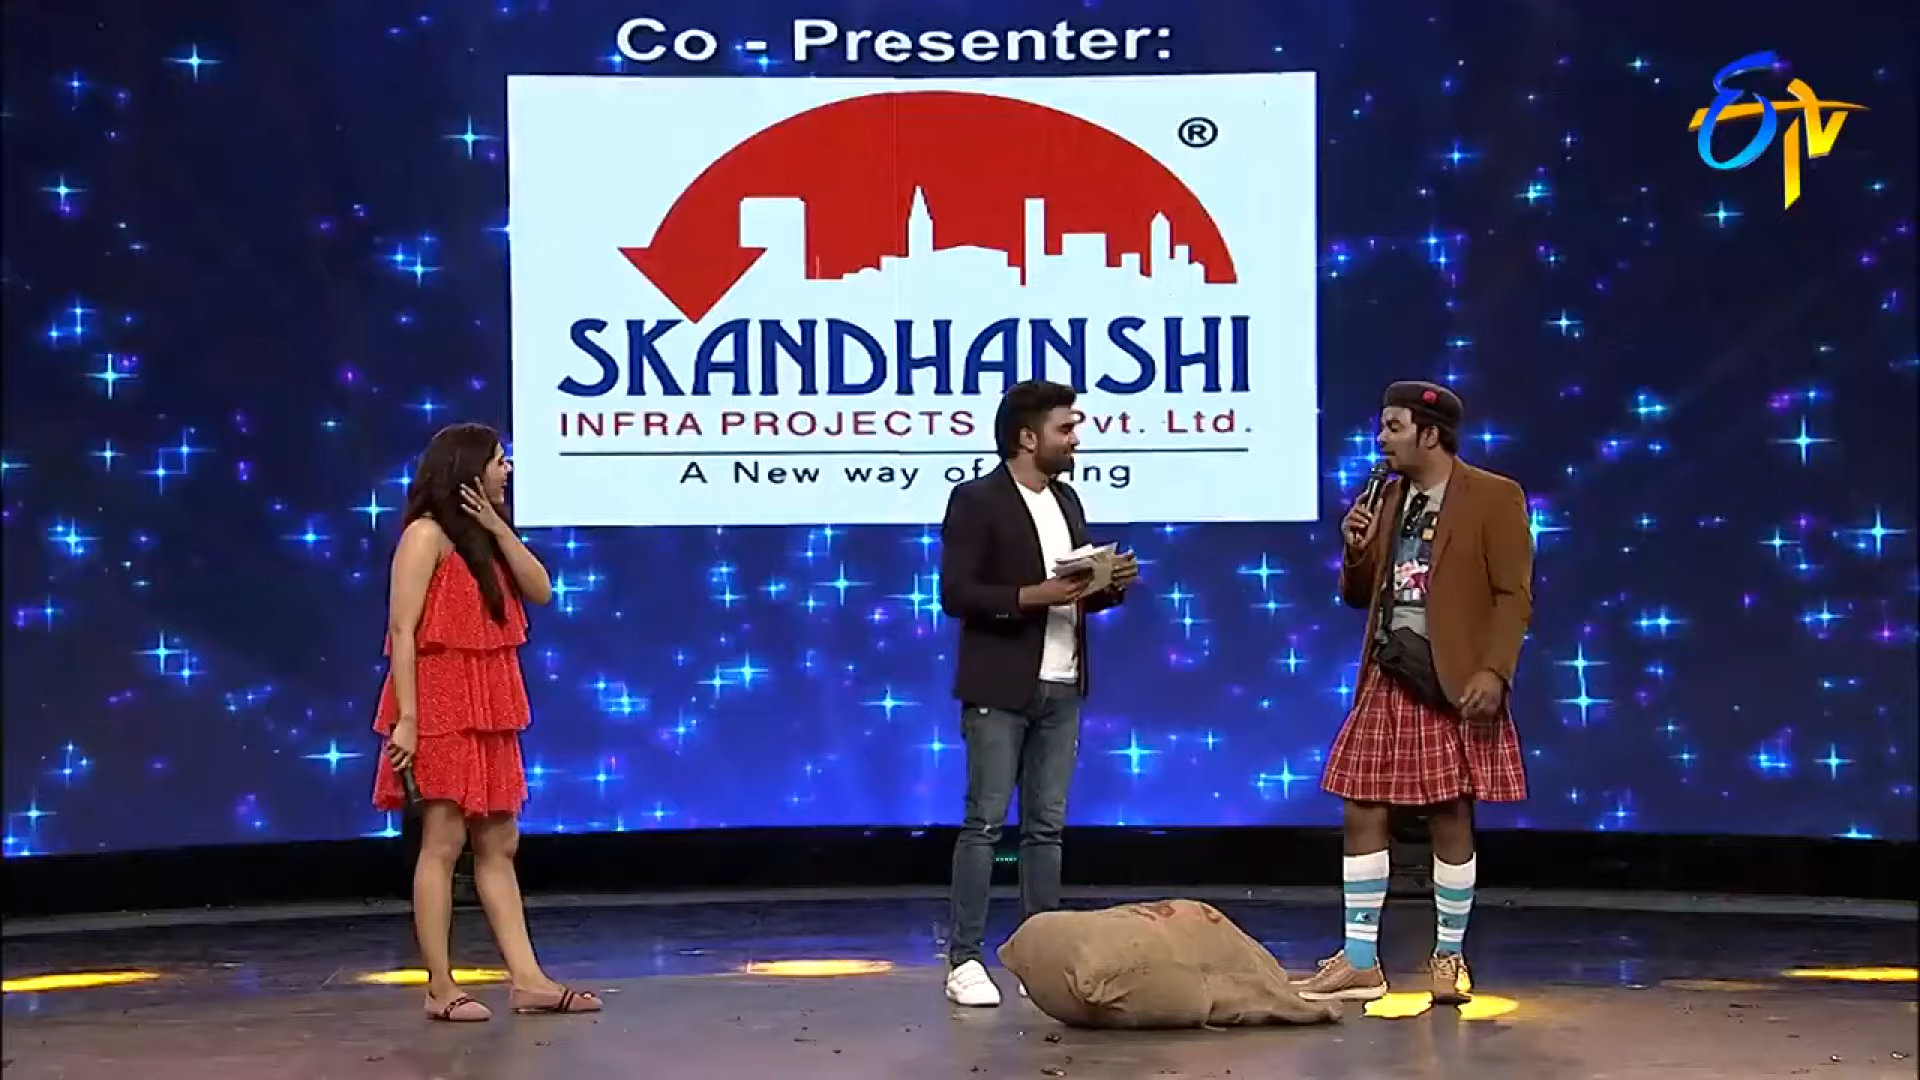 Co - Presenter:
ETV
®
SKANDHANSHI
INFRA PROJECTS Pvt. Ltd.
A New way of